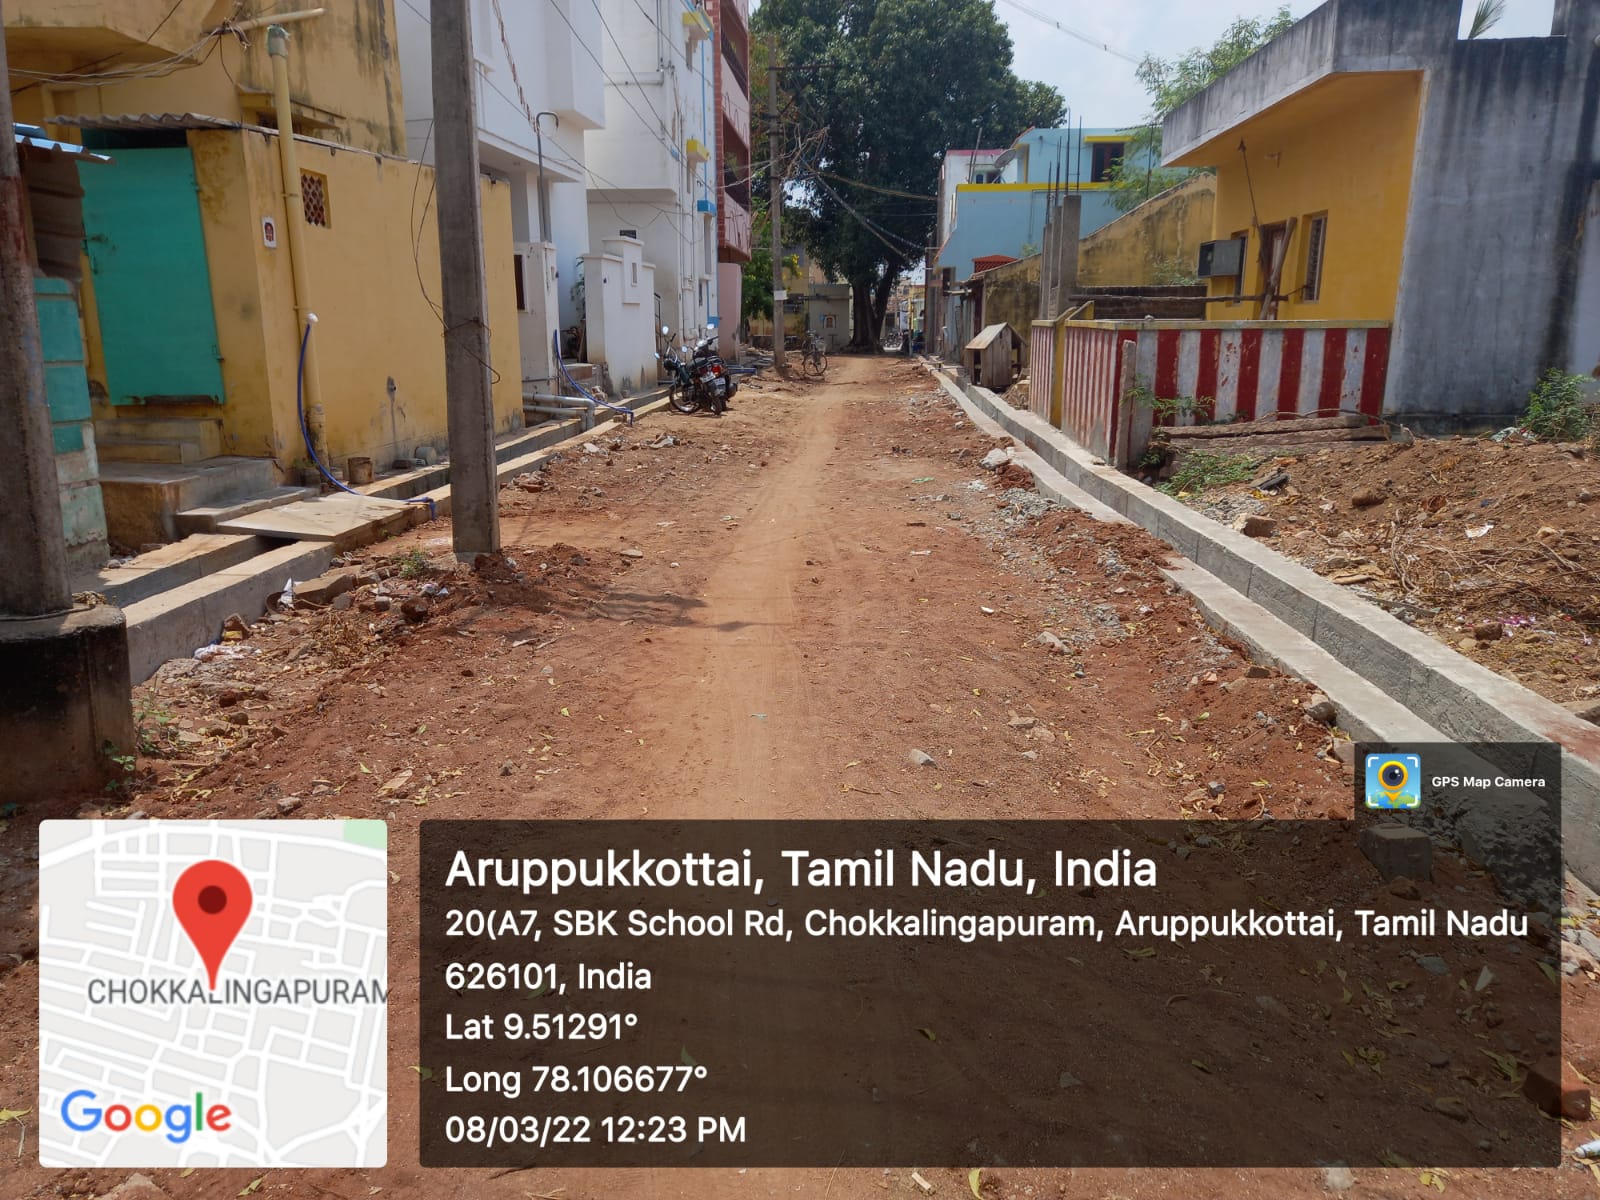 GPS Map Camera
CHOKKALINGAPURAM
Google
Aruppukkottai, Tamil Nadu, India
20(A7, SBK School Rd, Chokkalingapuram, Aruppukkottai, Tamil Nadu
626101, India
Lat 9.51291°
Long 78.106677°
08/03/22 12:23 PM